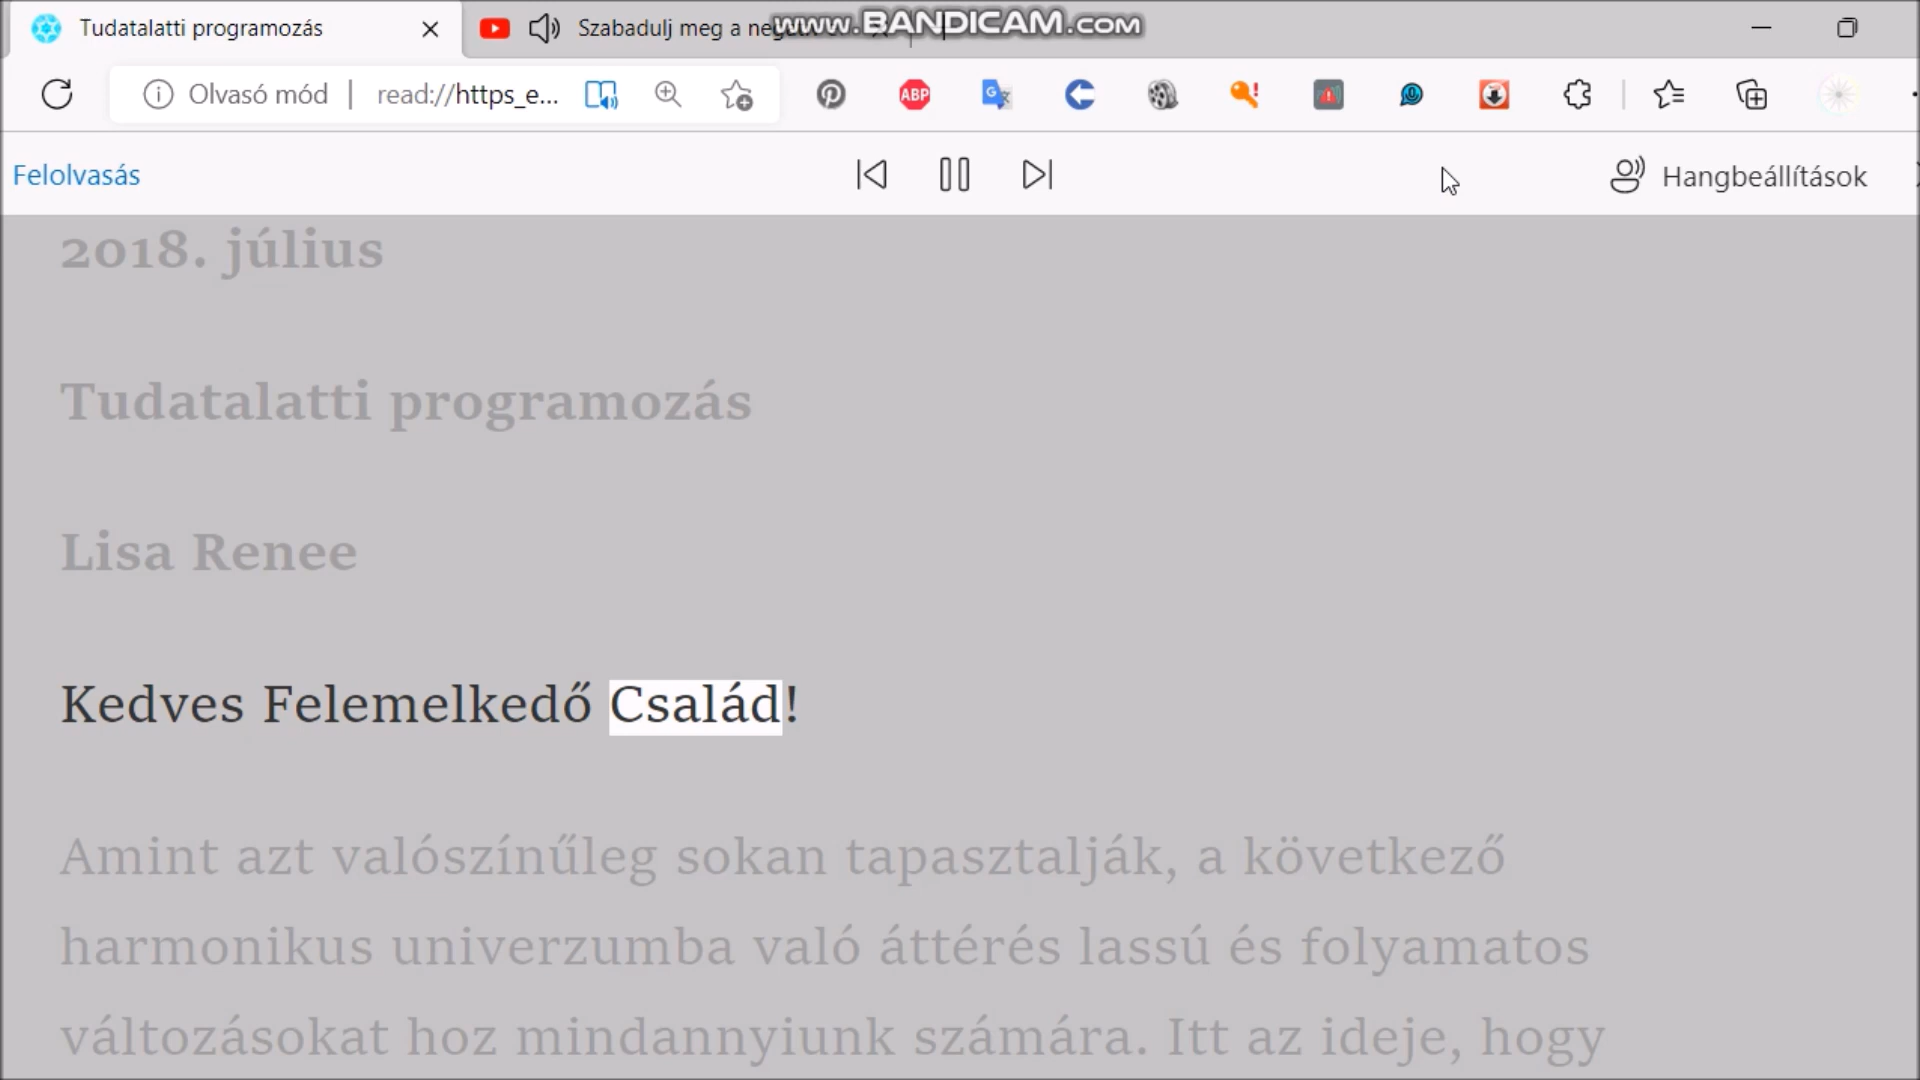 Tudatalatti programozás
Szabadulj meg a
www.BANDICAM.com
Olvasó mód
read://https_e...
ABP
Felolvasás
Hangbeállítások
2018. július
Tudatalatti programozás
Lisa Renee
Kedves Felemelkedő Család!
Amint azt valószínűleg sokan tapasztalják, a következő
harmonikus univerzumba való áttérés lassú és folyamatos
változásokat hoz mindannyiunk számára. Itt az ideje, hogy